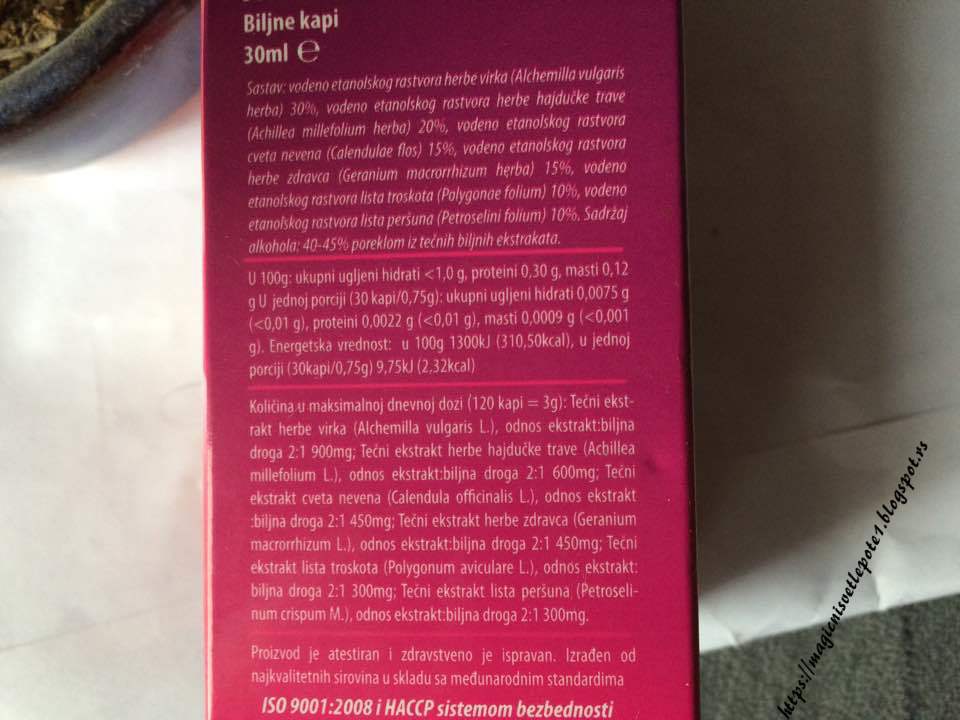 Biljne kapi
30ml ℮
Sastav: vodeno etanolskog rastvora herbe virka (Alchemilla vulgaris
herba) 30%, vodeno etanolskog rastvora herbe hajdučke trave
(Achillea millefolium herba) 20%, vodeno etanolskog rastvora
cveta nevena (Calendulae flos) 15%, vodeno etanolskog rastvora
herbe zdravca (Geranium macrorrhizum herba) 15%, vodeno
etanolskog rastvora lista troskota (Polygonae folium) 10%, vodeno
etanolskog rastvora lista peršuna (Petroselini folium) 10%. Sadržaj
alkohola: 40-45% poreklom iz tečnih biljnih ekstrakata.
U 100g: ukupni ugljeni hidrati <1,0 g, proteini 0,30 g, masti 0,12
g U jednoj porciji (30 kapi/0,75g): ukupni ugljeni hidrati 0,0075 g
(<0,01 g), proteini 0,0022 g (<0,01 g), masti 0,0009 g (<0,001
g). Energetska vrednost: u 100g 1300kJ (310,50kcal), u jednoj
porciji (30kapi/0,75g) 9,75kJ (2,32kcal)
Količina u maksimalnoj dnevnoj dozi (120 kapi = 3g): Tečni ekst-
rakt herbe virka (Alchemilla vulgaris L.), odnos ekstrakt:biljna
droga 2:1 900mg; Tečni ekstrakt herbe hajdučke trave (Acbillea
millefolium L.), odnos ekstrakt:biljna droga 2:1 600mg; Tečni
ekstrakt cveta nevena (Calendula officinalis L.), odnos ekstrakt
:biljna droga 2:1 450mg; Tečni ekstrakt herbe zdravca (Geranium
macrorrhizum L.), odnos ekstrakt:biljna droga 2:1 450mg; Tečni
ekstrakt lista troskota (Polygonum aviculare L.), odnos ekstrakt:
biljna droga 2:1 300mg; Tečni ekstrakt lista peršuna (Petroseli-
num crispum M.), odnos ekstrakt:biljna droga 2:1 300mg.
Proizvod je atestiran i zdravstveno je ispravan. Izrađen od
najkvalitetnih sirovina u skladu sa međunarodnim standardima
ISO 9001:2008 i HACCP sistemom bezbednosti
https://magicnisvetlepote1.blogspot.rs